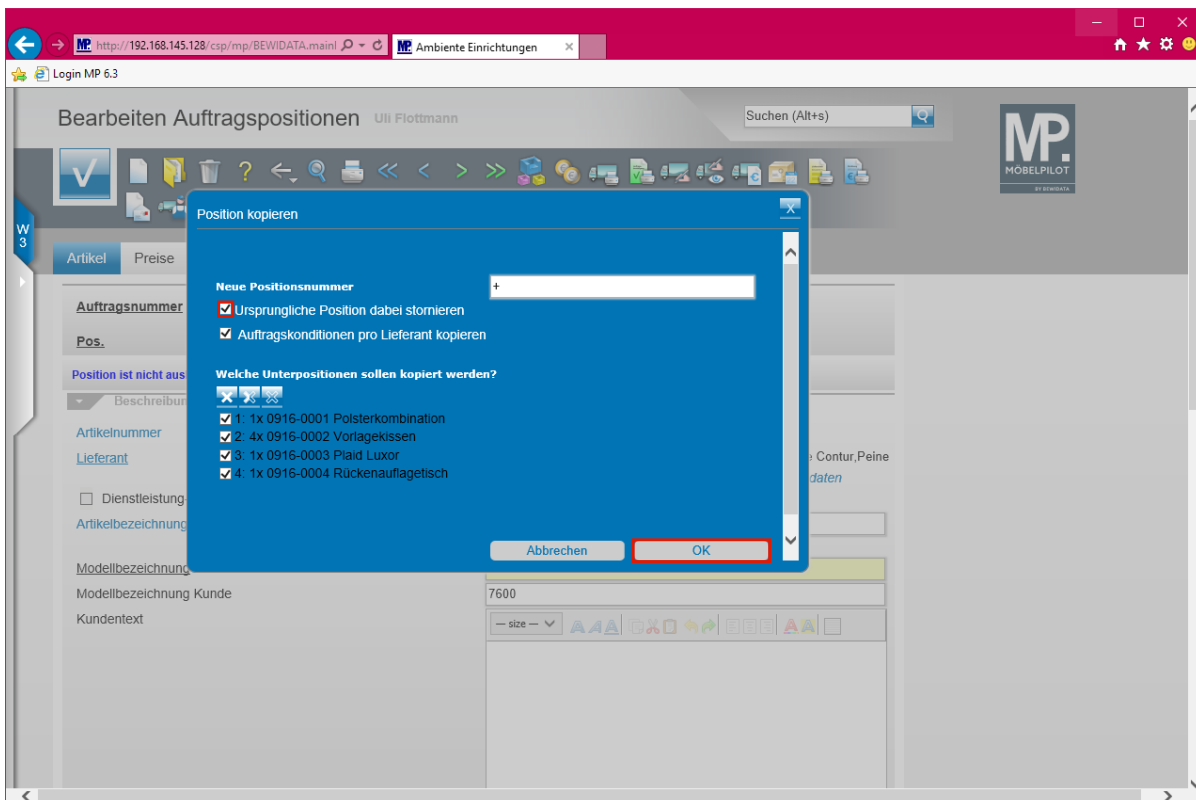 http://192.168.145.128/csp/mp/BEWIDATA.mainl
MP Ambiente Einrichtungen
Login MP 6.3
Bearbeiten Auftragspositionen Uli Flottmann
Suchen (Alt+s)
MP.
MÖBELPILOT
BY BEWIDATA
W
3
Position kopieren
Artikel Preise
Neue Positionsnummer +
Auftragsnummer
Ursprungliche Position dabei stornieren
Auftragskonditionen pro Lieferant kopieren
Pos.
Position ist nicht aus
Welche Unterpositionen sollen kopiert werden?
Beschreibun
1: 1x 0916-0001 Polsterkombination
Artikelnummer
2: 4x 0916-0002 Vorlagekissen
Lieferant
3: 1x 0916-0003 Plaid Luxor
Contur,Peine
4: 1x 0916-0004 Rückenauflagetisch
daten
Dienstleistung
Artikelbezeichnung
Abbrechen OK
Modellbezeichnung
Modellbezeichnung Kunde 7600
Kundentext
— size —